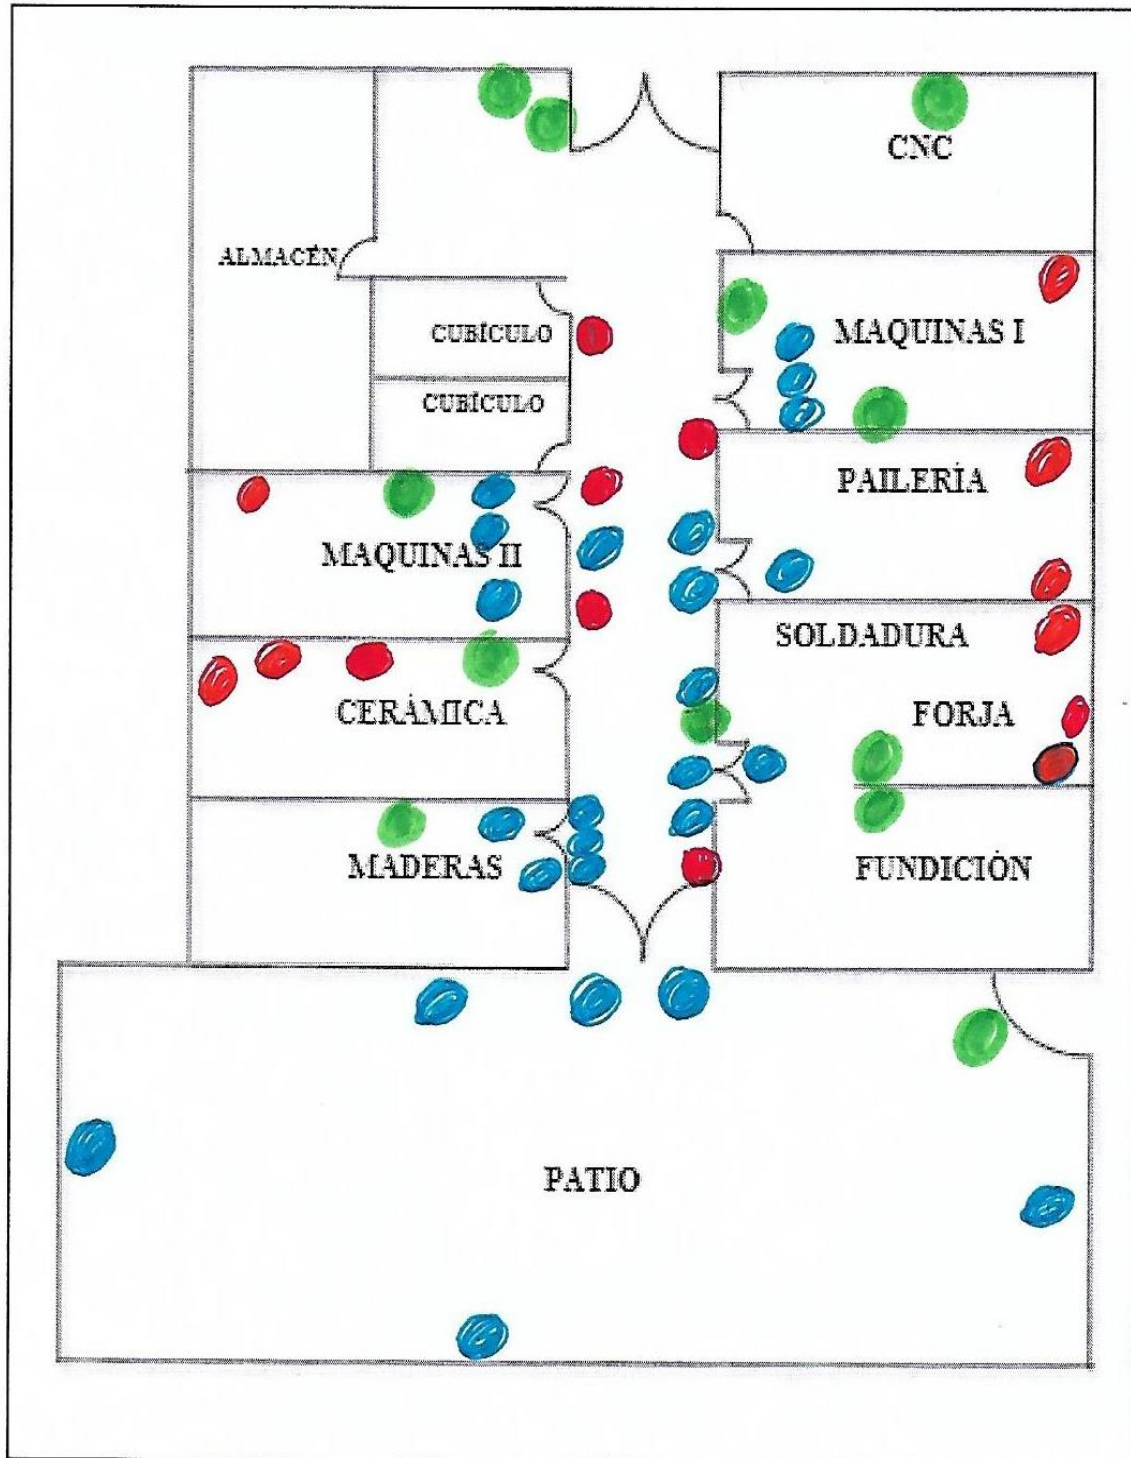 CNC
ALMACÉN
CUBÍCULO
MAQUINAS I
CUBÍCULO
PAILERÍA
MAQUINAS II
SOLDADURA
CERÁMICA
FORJA
MADERAS
FUNDICIÓN
PATIO